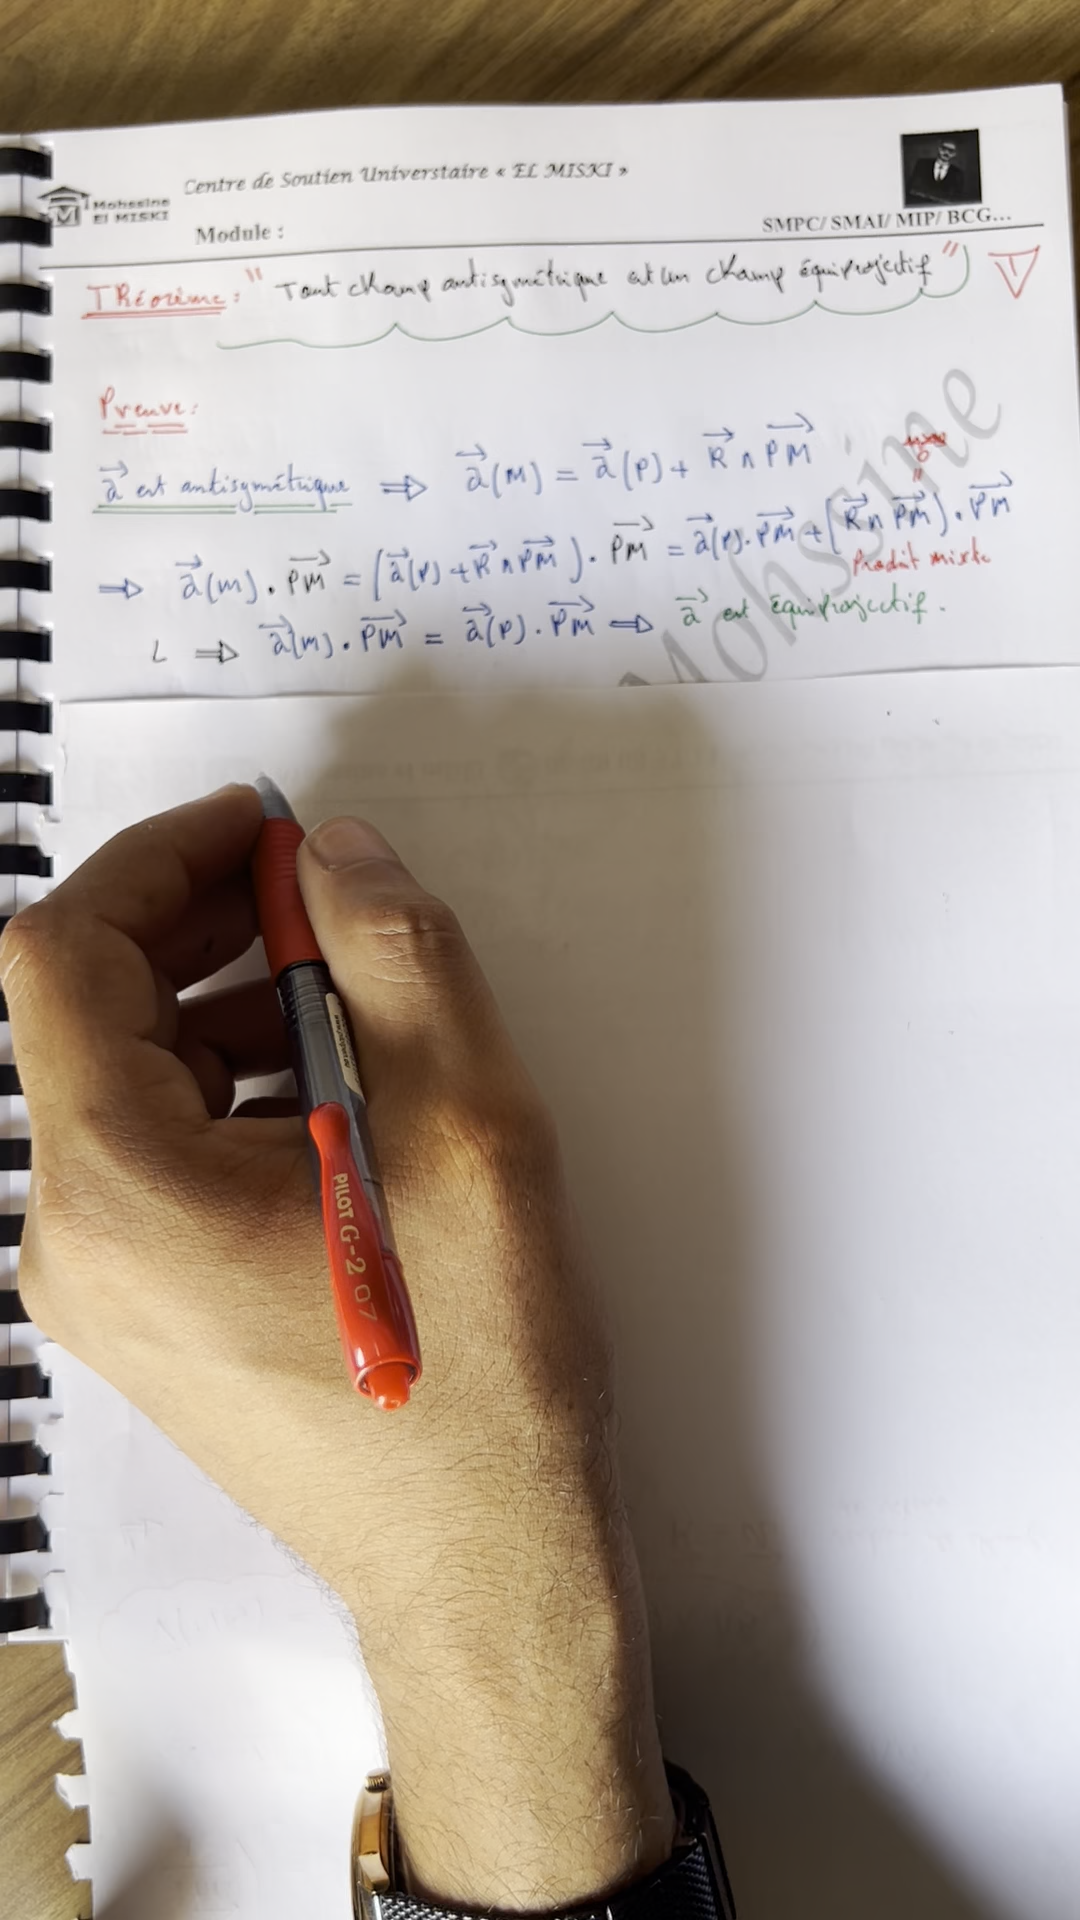 Centre de Soutien Universtaire « EL MISKI »
Mohssine
El MISKI
Module :
SMPC/ SMAI/ MIP/ BCG...
Théorème : " Tout champ antisymétrique est un champ équiprojectif "
Preuve :
a⃗ est antisymétrique ⇒ a⃗(M) = a⃗(P) + R⃗ ∧ PM⃗
0
=
⇒ a⃗(M) . PM⃗ = (a⃗(P) + R⃗ ∧ PM⃗) . PM⃗ = a⃗(P) . PM⃗ + (R⃗ ∧ PM⃗) . PM⃗
Produit mixte
L ⇒ a⃗(M) . PM⃗ = a⃗(P) . PM⃗ ⇒ a⃗ est équiprojectif .
Mohssine
PILOT G-2 07